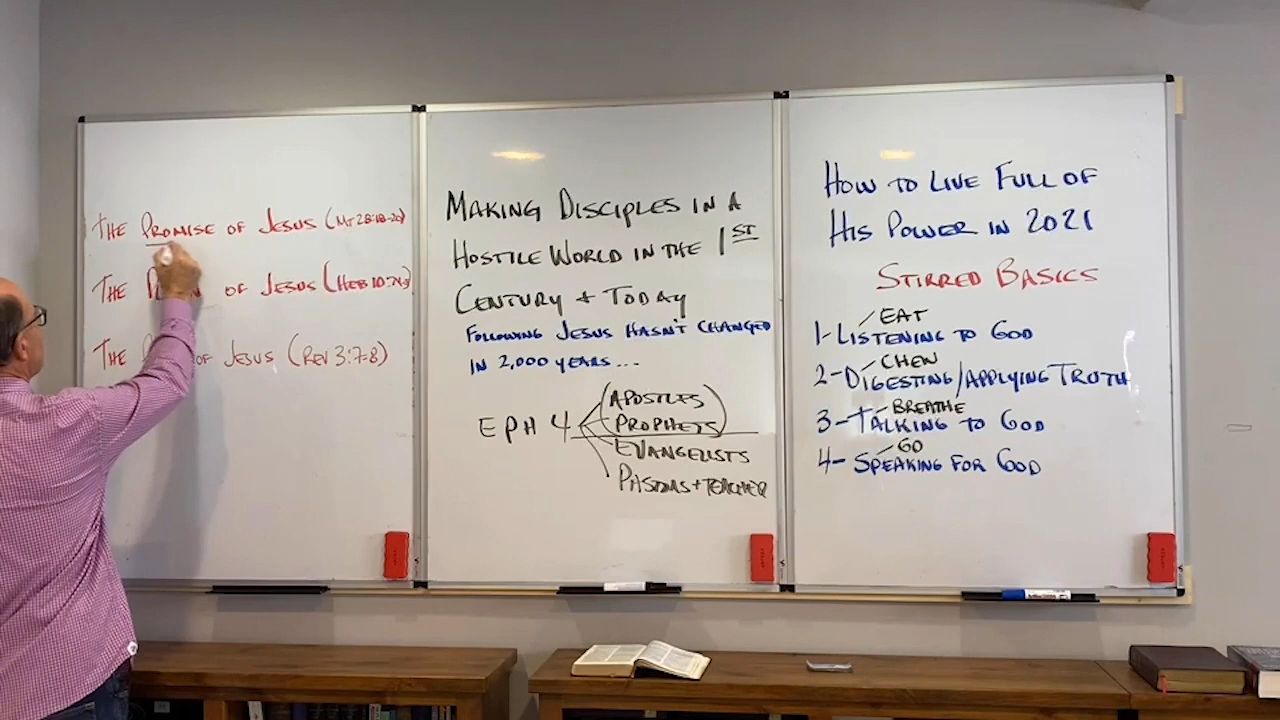 THE PROMISE OF JESUS (MT 28:18-20)
THE OF JESUS (HEB 10:24-)
THE OF JESUS (REV 3:7-8)
MAKING DISCIPLES IN A
HOSTILE WORLD IN THE 1ST
CENTURY + TODAY
FOLLOWING JESUS HASN'T CHANGED
IN 2,000 YEARS...
EPH 4
(APOSTLES
PROPHETS)
EVANGELISTS
PASTORS + TEACHER
HOW TO LIVE FULL OF
HIS POWER IN 2021
STIRRED BASICS
EAT
1-LISTENING TO GOD
CHEW
2-DIGESTING/APPLYING TRUTH
BREATHE
3-TALKING TO GOD
GO
4-SPEAKING FOR GOD